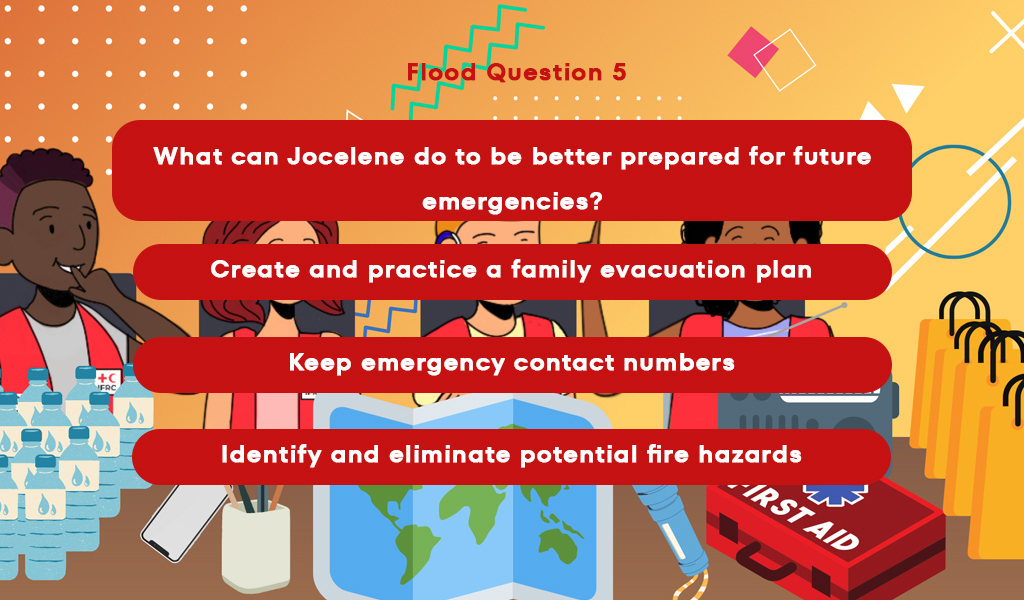 Flood Question 5
What can Jocelene do to be better prepared for future
emergencies?
Create and practice a family evacuation plan
Keep emergency contact numbers
IFRC
Identify and eliminate potential fire hazards
FIRST AID